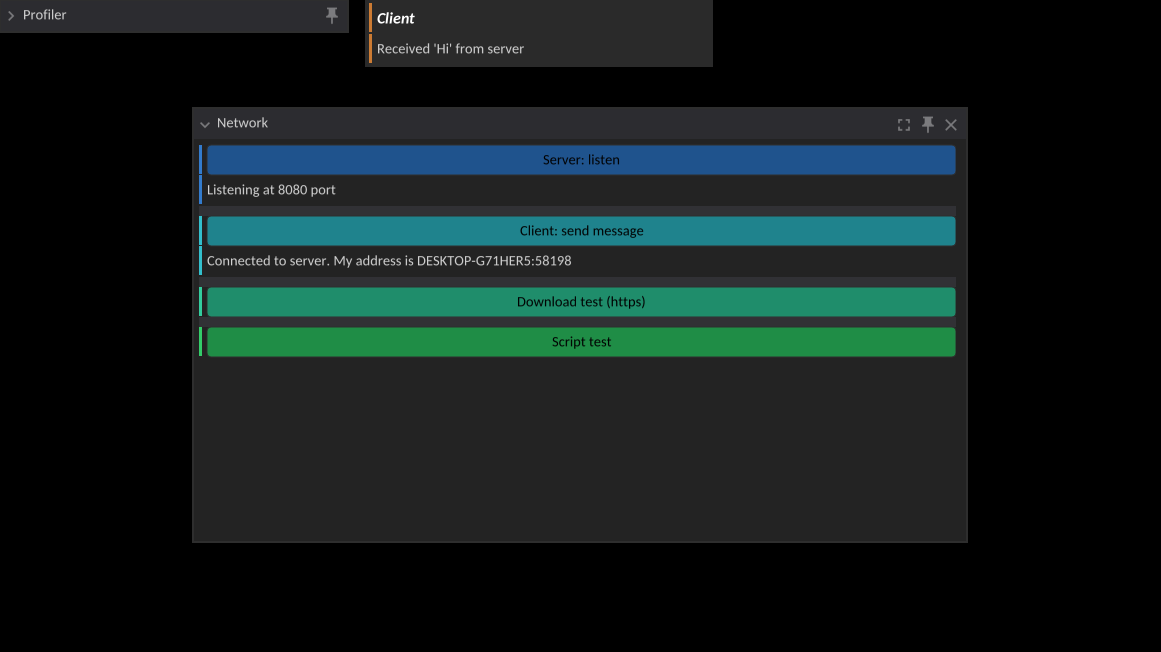 Profiler
Client
Received 'Hi' from server
Network
Server: listen
Listening at 8080 port
Client: send message
Connected to server. My address is DESKTOP-G71HER5:58198
Download test (https)
Script test